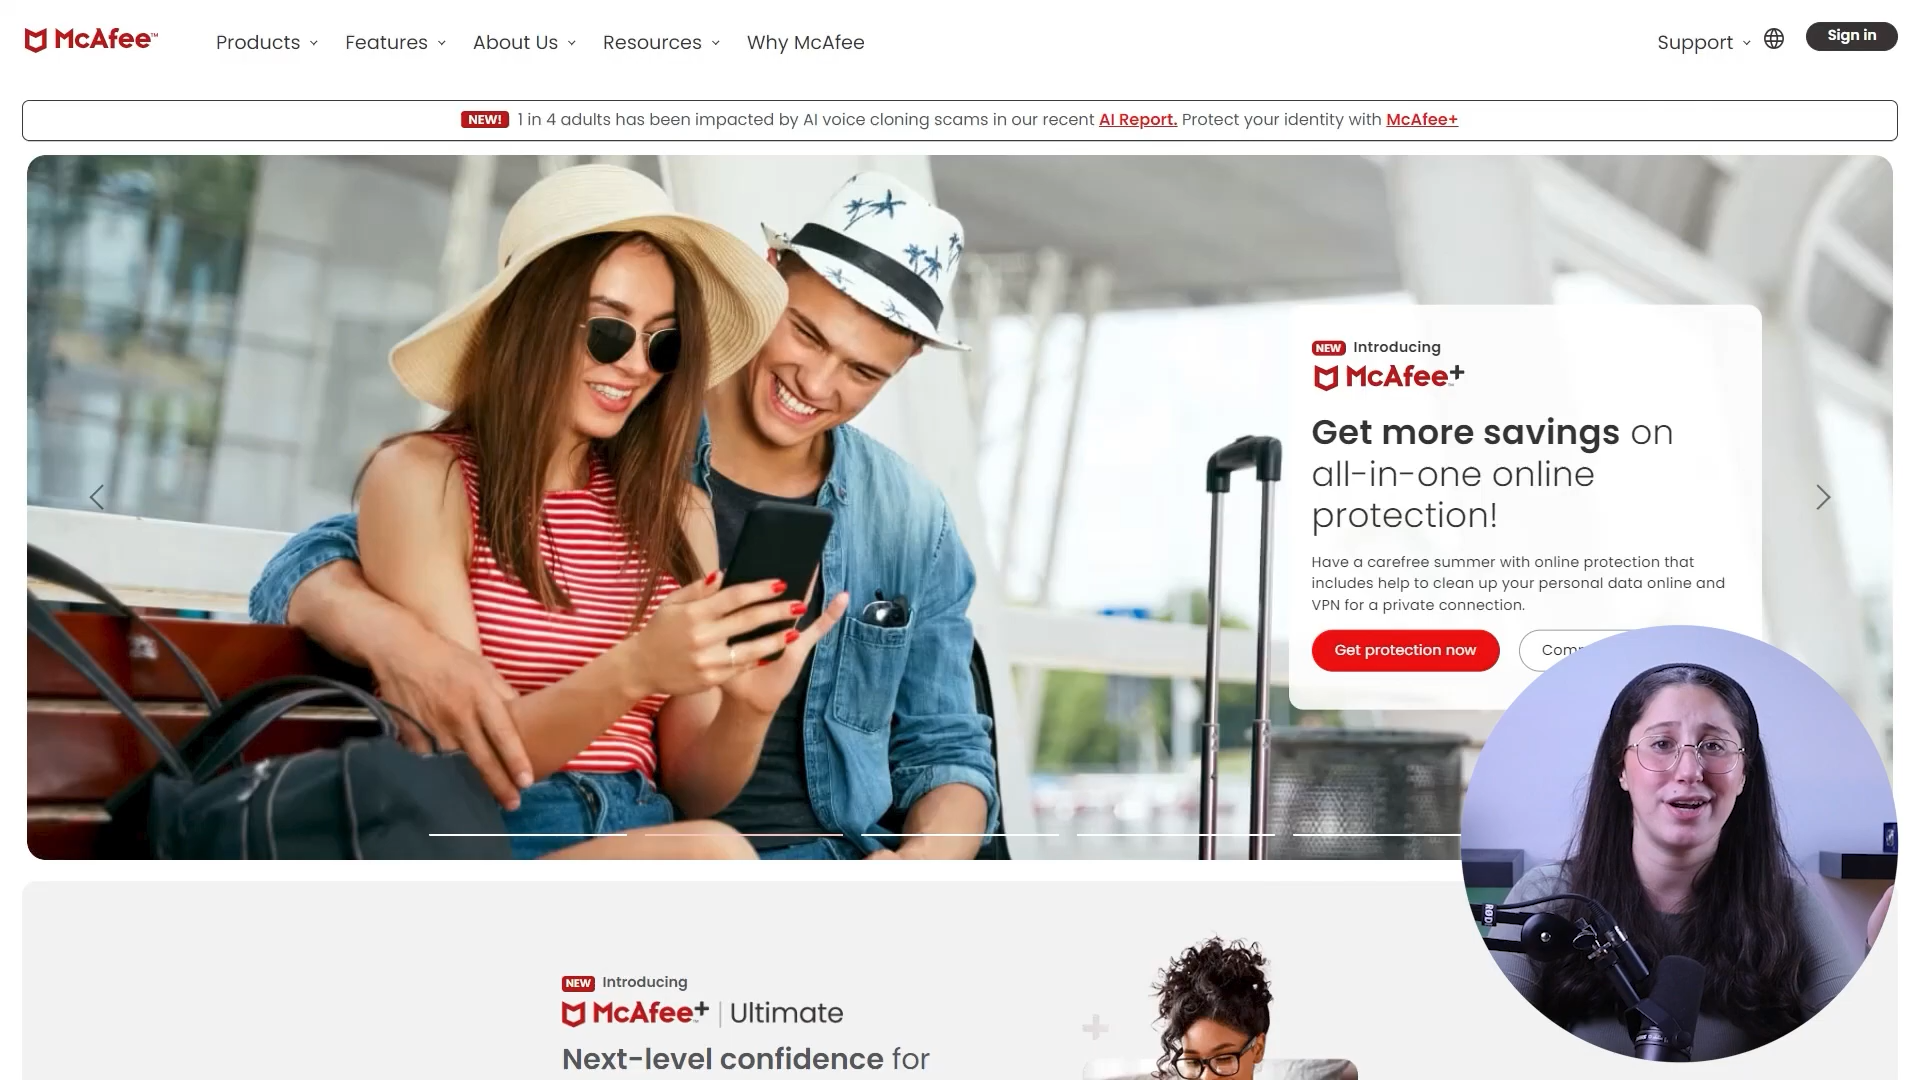 McAfee™
Products
Features
About Us
Resources
Why McAfee
Support
Sign in
NEW! 1 in 4 adults has been impacted by AI voice cloning scams in our recent AI Report. Protect your identity with McAfee+
NEW Introducing
McAfee+
Get more savings on
all-in-one online
protection!
Have a carefree summer with online protection that
includes help to clean up your personal data online and
VPN for a private connection.
Get protection now
NEW Introducing
McAfee+ | Ultimate
Next-level confidence for